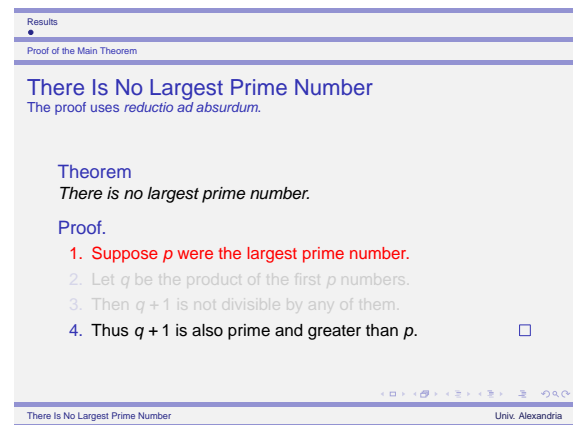 Results
Proof of the Main Theorem
There Is No Largest Prime Number
The proof uses reductio ad absurdum.
Theorem
There is no largest prime number.
Proof.
1. Suppose p were the largest prime number.
2. Let q be the product of the first p numbers.
3. Then q + 1 is not divisible by any of them.
4. Thus q + 1 is also prime and greater than p. □
There Is No Largest Prime Number Univ. Alexandria